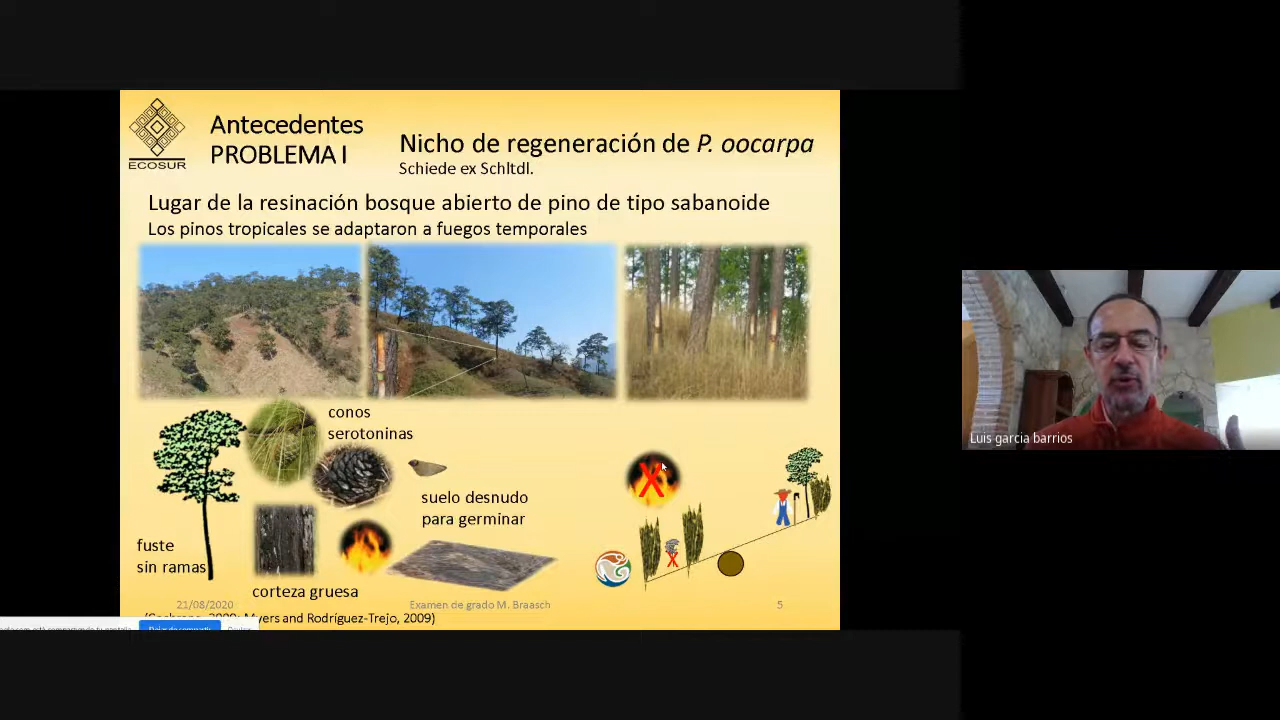 Antecedentes
PROBLEMA I
Nicho de regeneración de P. oocarpa
Schiede ex Schltdl.
ECOSUR
Lugar de la resinación bosque abierto de pino de tipo sabanoide
Los pinos tropicales se adaptaron a fuegos temporales
conos
serotoninas
suelo desnudo
para germinar
X
X
fuste
sin ramas
corteza gruesa
21/08/2020
Examen de grado M. Braasch
5
2009; Myers and Rodríguez-Trejo, 2009)
Luis garcia barrios